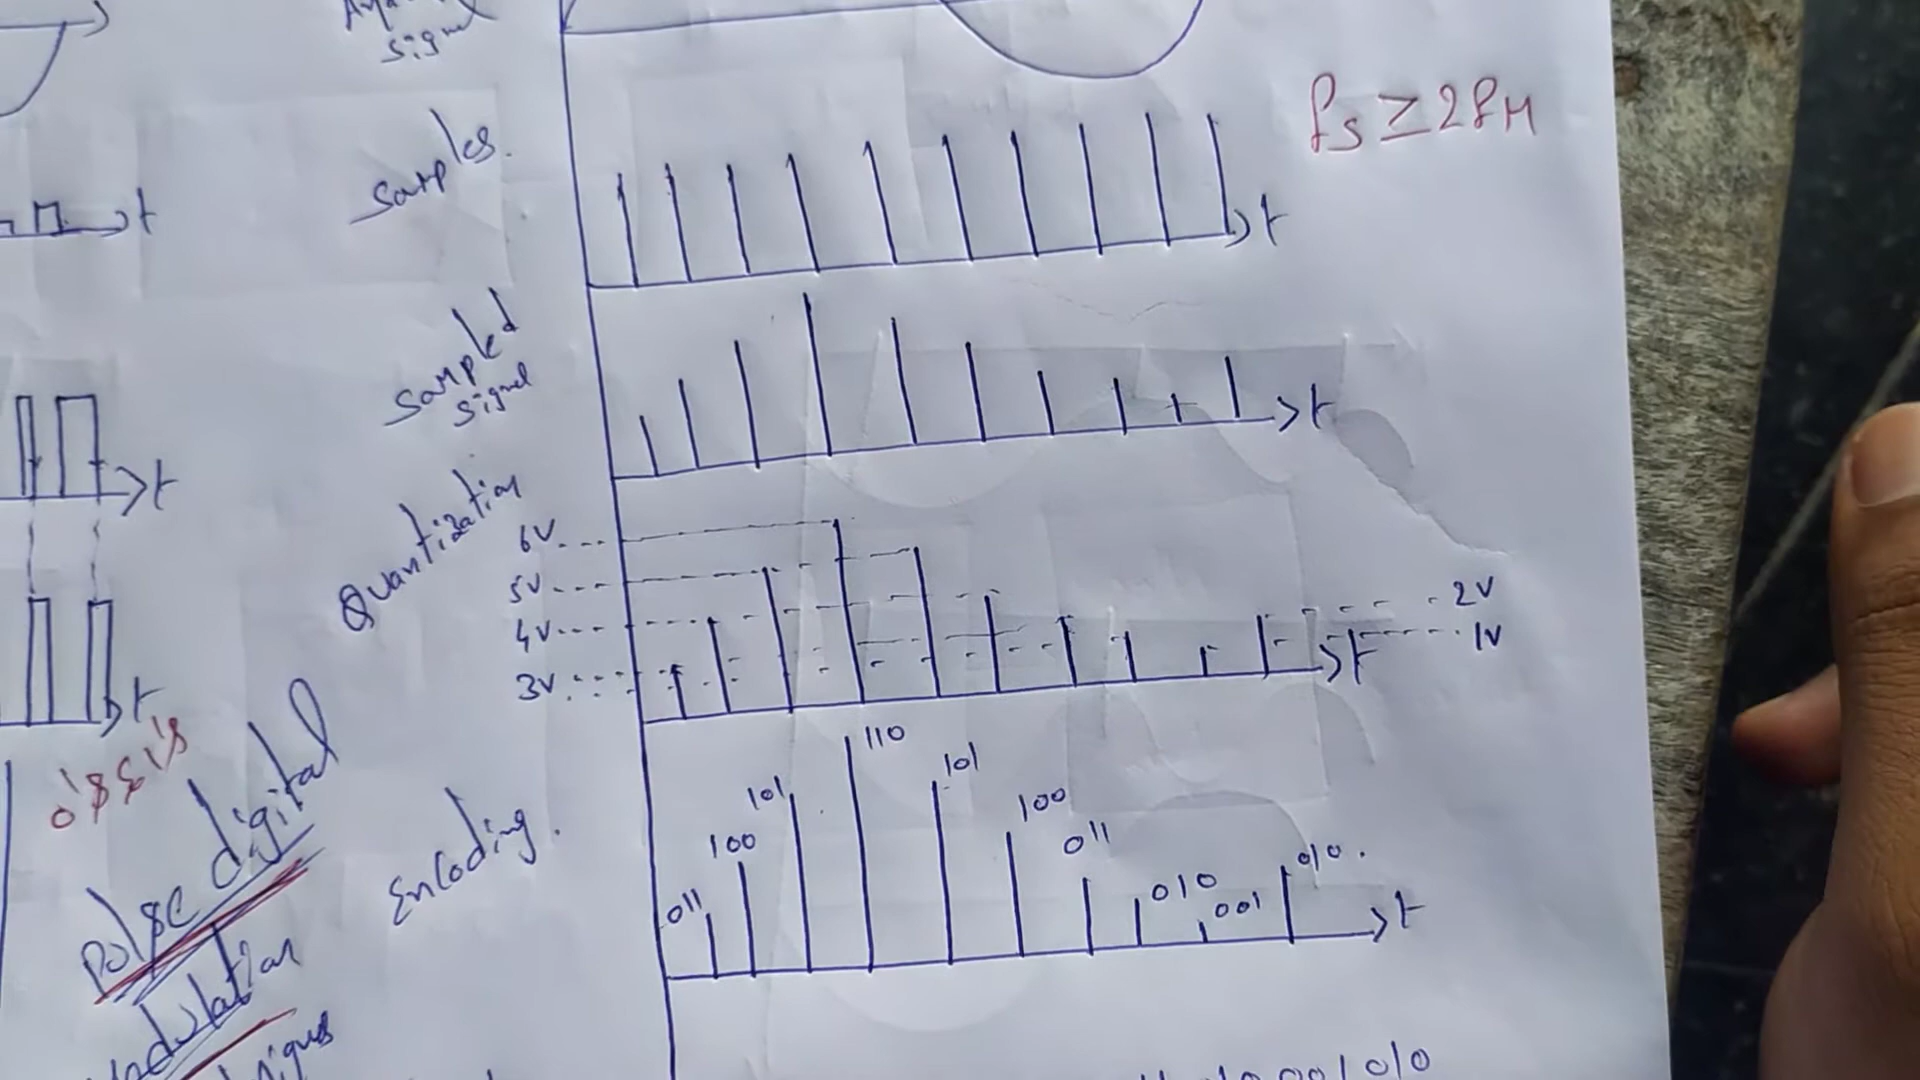 signal
fs ≥ 2fM
Samples.
t
t
Sampled
signal
t
t
Quantization
6V
5V
4V
3V
2V
1V
t
t
0's & 1's
Pulse digital
Modulation
Encoding.
011
100
101
110
101
100
011
010
001
010.
t
001010